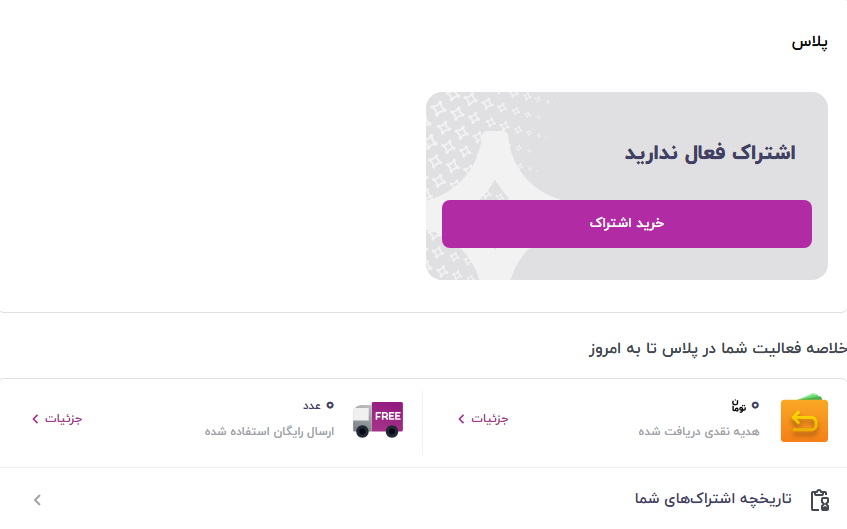 پلاس
اشتراک فعال ندارید
خرید اشتراک
خلاصه فعالیت شما در پلاس تا به امروز
۰ تومان
هدیه نقدی دریافت شده
جزئیات
FREE
۰ عدد
ارسال رایگان استفاده شده
جزئیات
تاریخچه اشتراک‌های شما